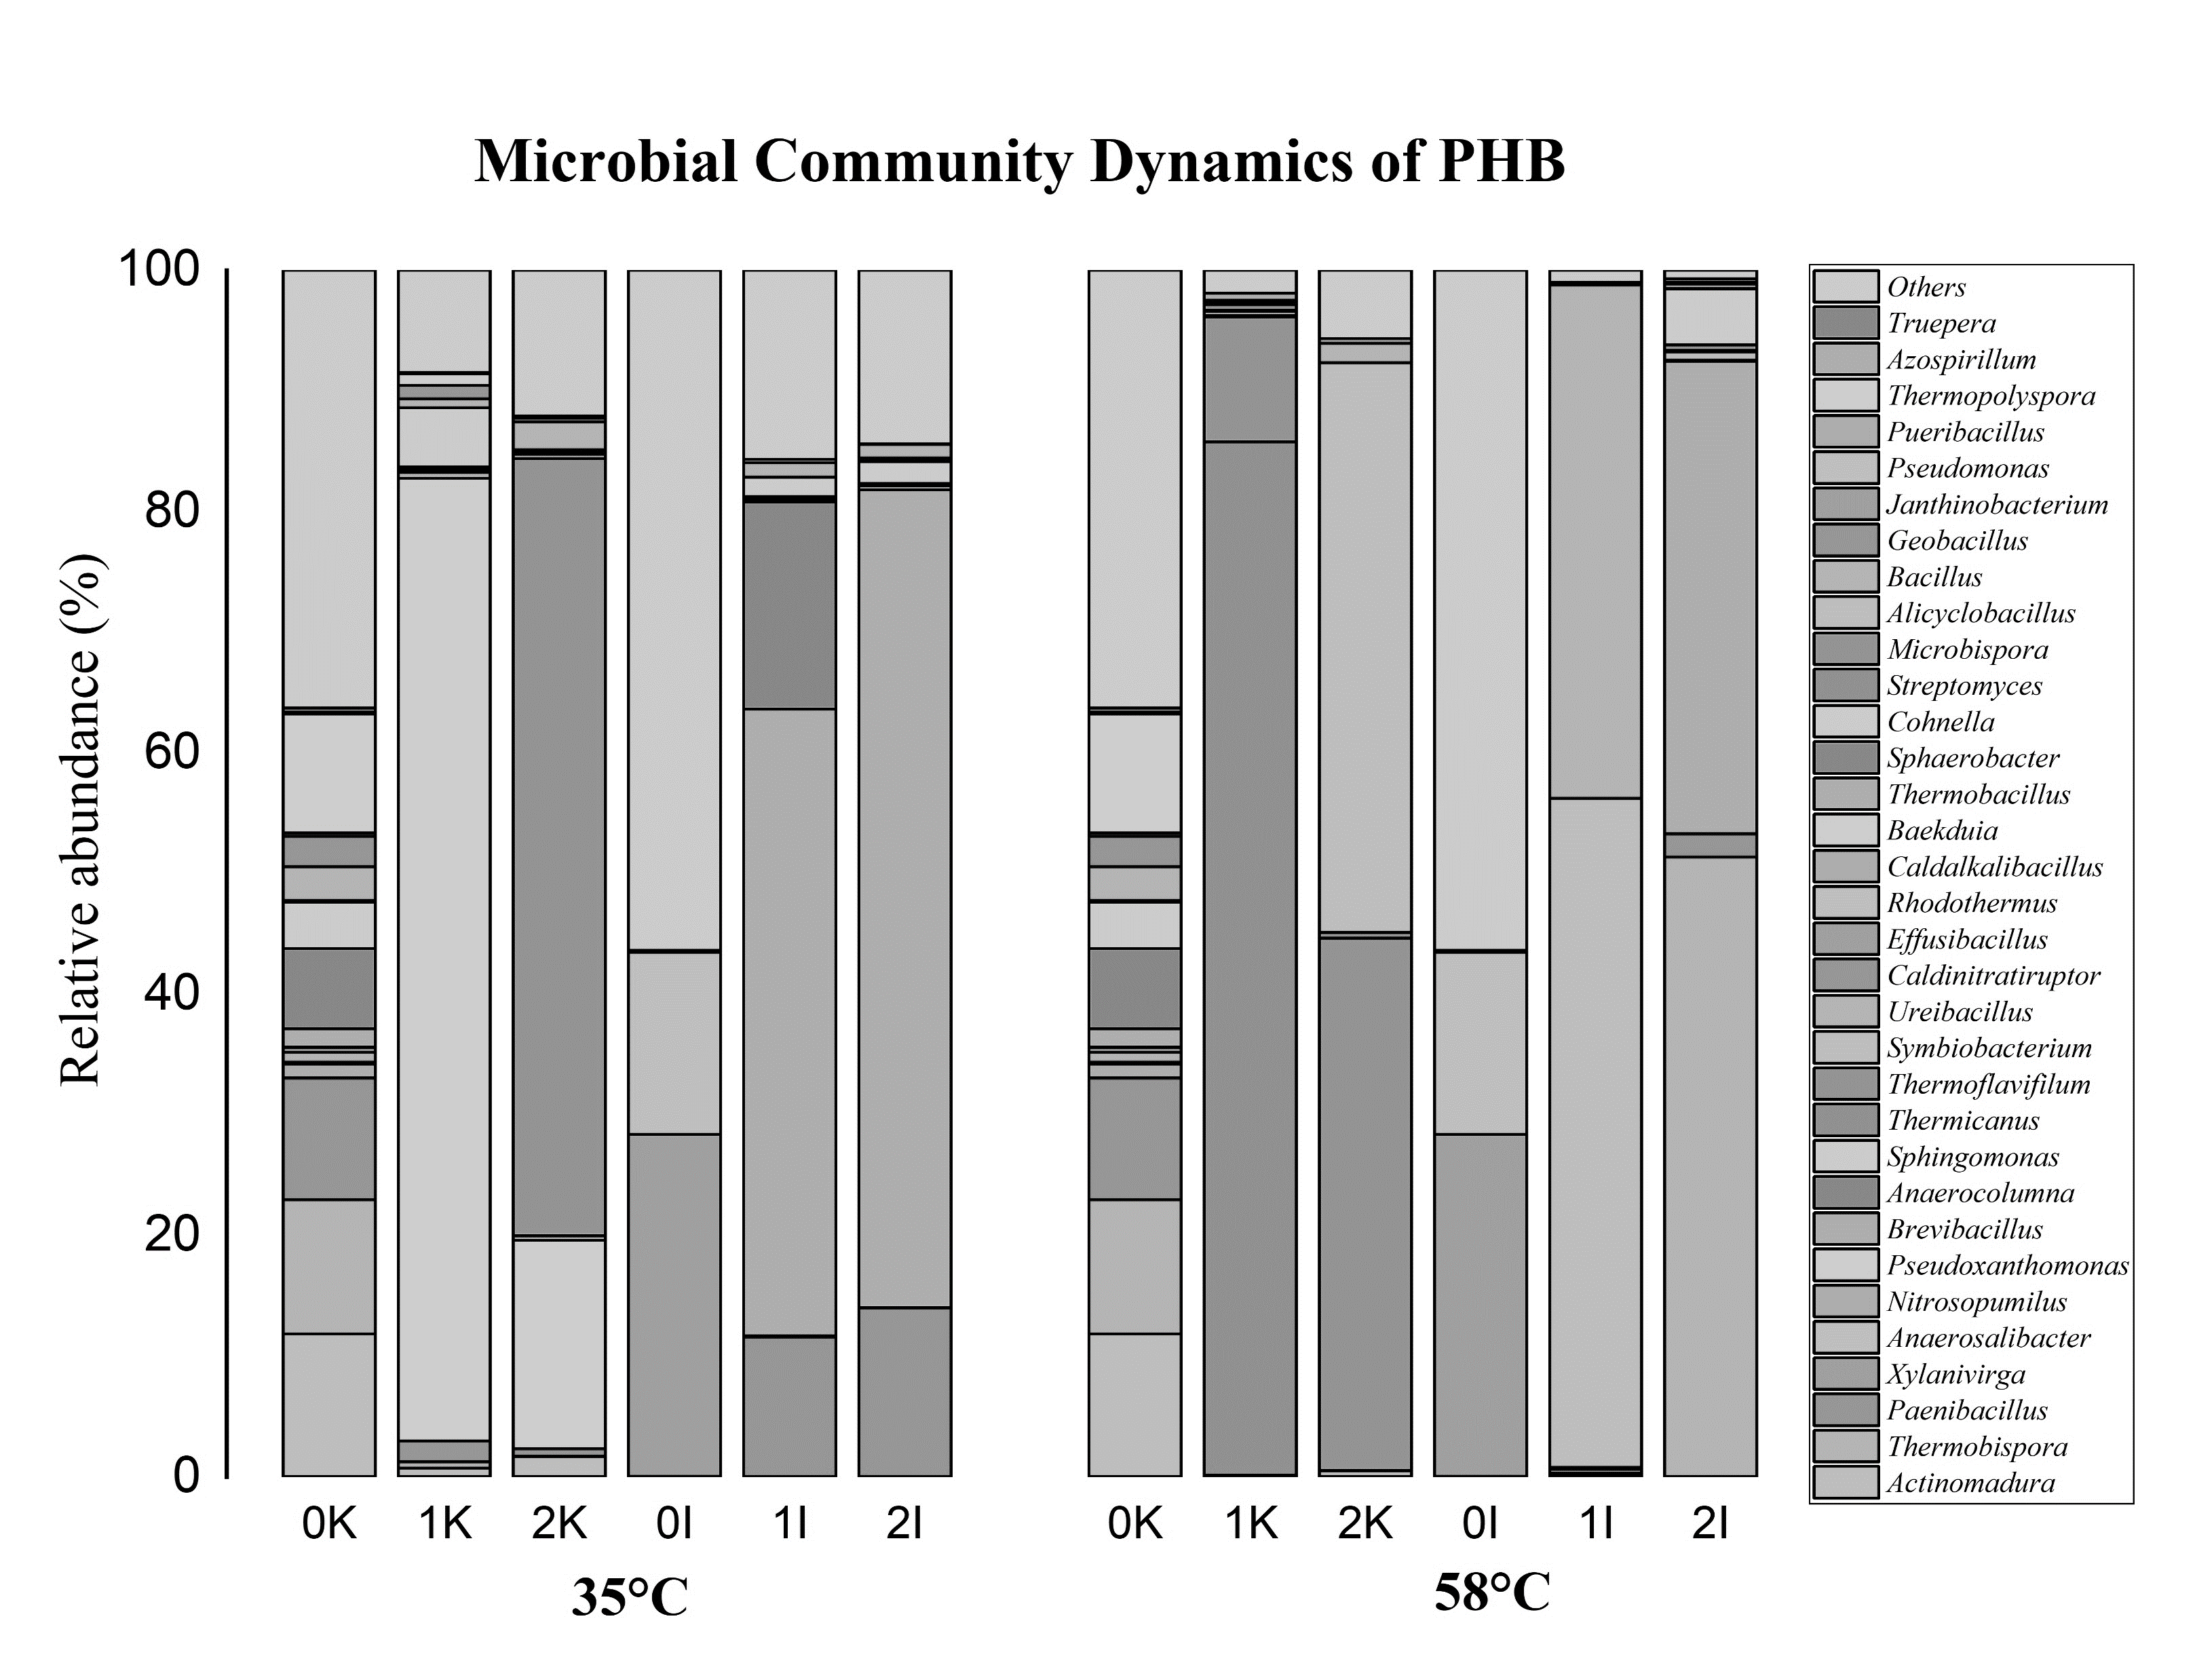 Microbial Community Dynamics of PHB
Relative abundance (%)
100
80
60
40
20
0
0K 1K 2K 0I 1I 2I
35°C
0K 1K 2K 0I 1I 2I
58°C
Others
Truepera
Azospirillum
Thermopolyspora
Pueribacillus
Pseudomonas
Janthinobacterium
Geobacillus
Bacillus
Alicyclobacillus
Microbispora
Streptomyces
Cohnella
Sphaerobacter
Thermobacillus
Baekduia
Caldalkalibacillus
Rhodothermus
Effusibacillus
Caldinitratiruptor
Ureibacillus
Symbiobacterium
Thermoflavifilum
Thermicanus
Sphingomonas
Anaerocolumna
Brevibacillus
Pseudoxanthomonas
Nitrosopumilus
Anaerosalibacter
Xylanivirga
Paenibacillus
Thermobispora
Actinomadura